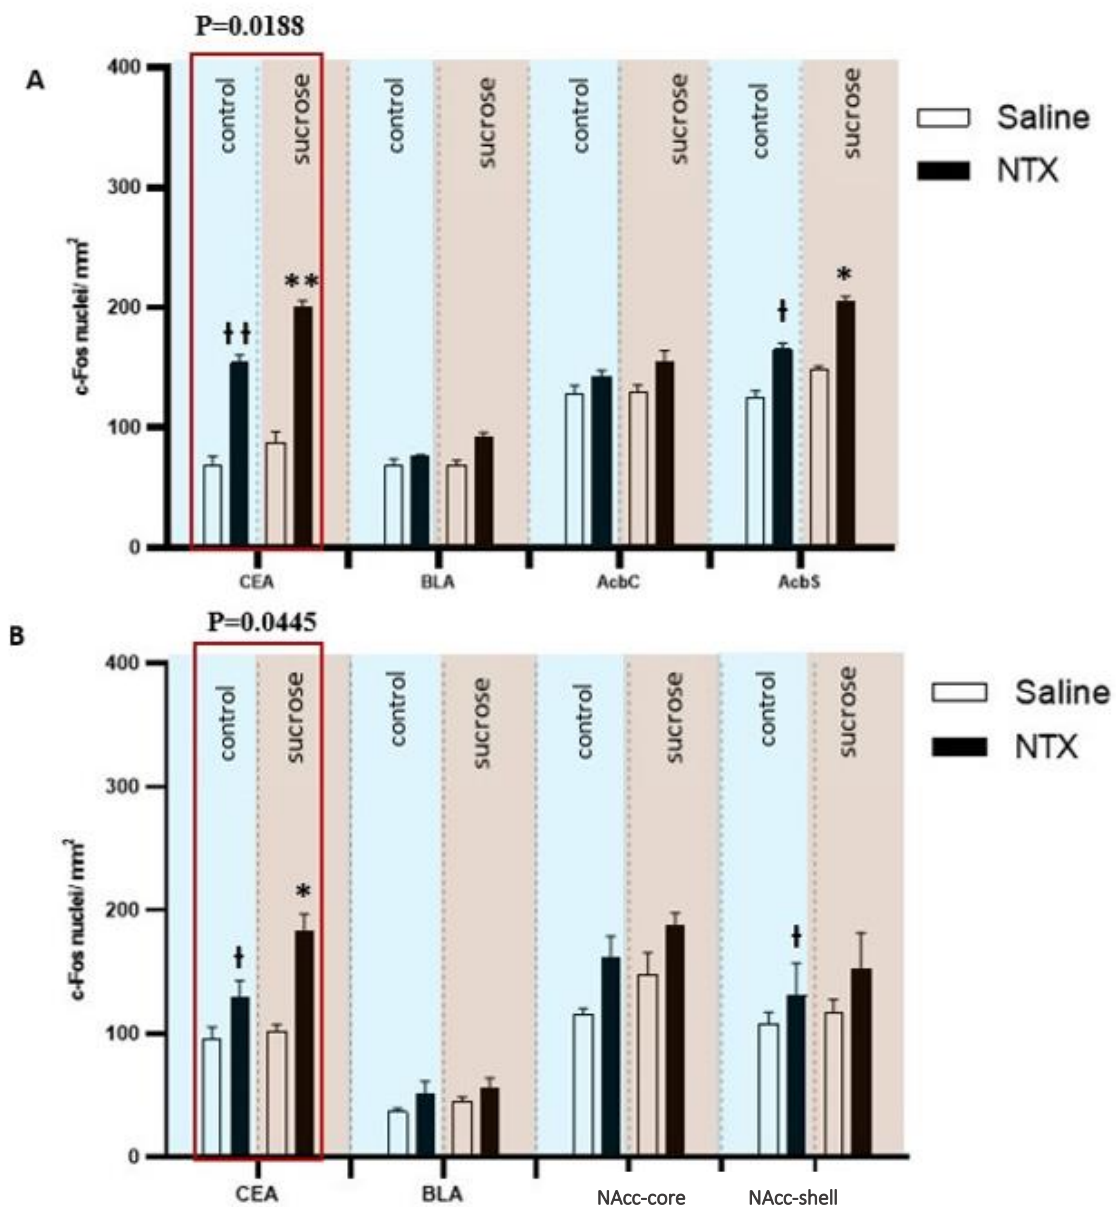 P=0.0188
A
400
300
200
100
0
c-Fos nuclei/ mm²
control
sucrose
control
sucrose
control
sucrose
control
sucrose
ƚƚ
**
ƚ
*
CEA
BLA
AcbC
AcbS
Saline
NTX
P=0.0445
B
400
300
200
100
0
c-Fos nuclei/ mm²
control
sucrose
control
sucrose
control
sucrose
control
sucrose
ƚ
*
ƚ
CEA
BLA
NAcc-core
NAcc-shell
Saline
NTX